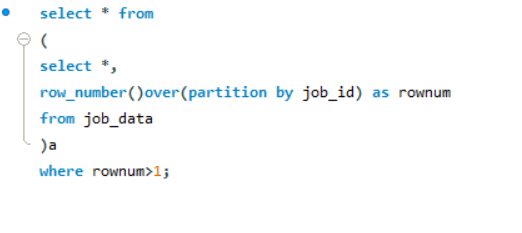 select * from
(
select *,
row_number()over(partition by job_id) as rownum
from job_data
)a
where rownum>1;